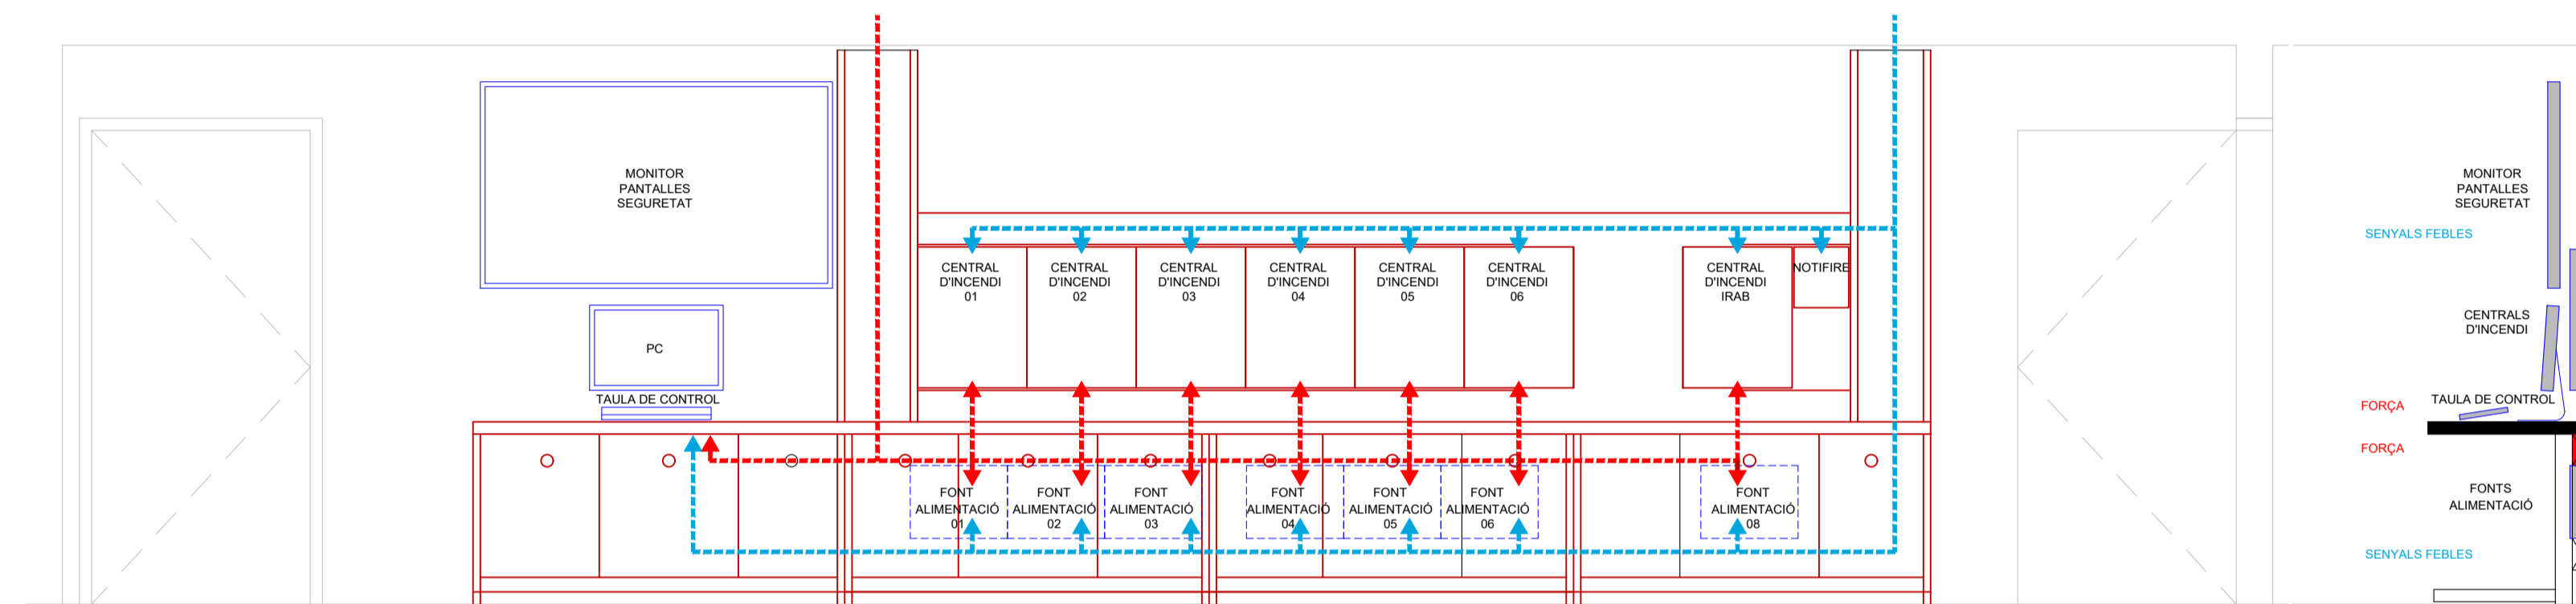 MONITOR
PANTALLES
SEGURETAT
PC
TAULA DE CONTROL
CENTRAL
D'INCENDI
01
CENTRAL
D'INCENDI
02
CENTRAL
D'INCENDI
03
CENTRAL
D'INCENDI
04
CENTRAL
D'INCENDI
05
CENTRAL
D'INCENDI
06
CENTRAL
D'INCENDI
IRAB
NOTIFIRE
FONT
ALIMENTACIÓ
01
FONT
ALIMENTACIÓ
02
FONT
ALIMENTACIÓ
03
FONT
ALIMENTACIÓ
04
FONT
ALIMENTACIÓ
05
FONT
ALIMENTACIÓ
06
FONT
ALIMENTACIÓ
08
MONITOR
PANTALLES
SEGURETAT
SENYALS FEBLES
CENTRALS
D'INCENDI
TAULA DE CONTROL
FORÇA
FORÇA
FONTS
ALIMENTACIÓ
SENYALS FEBLES